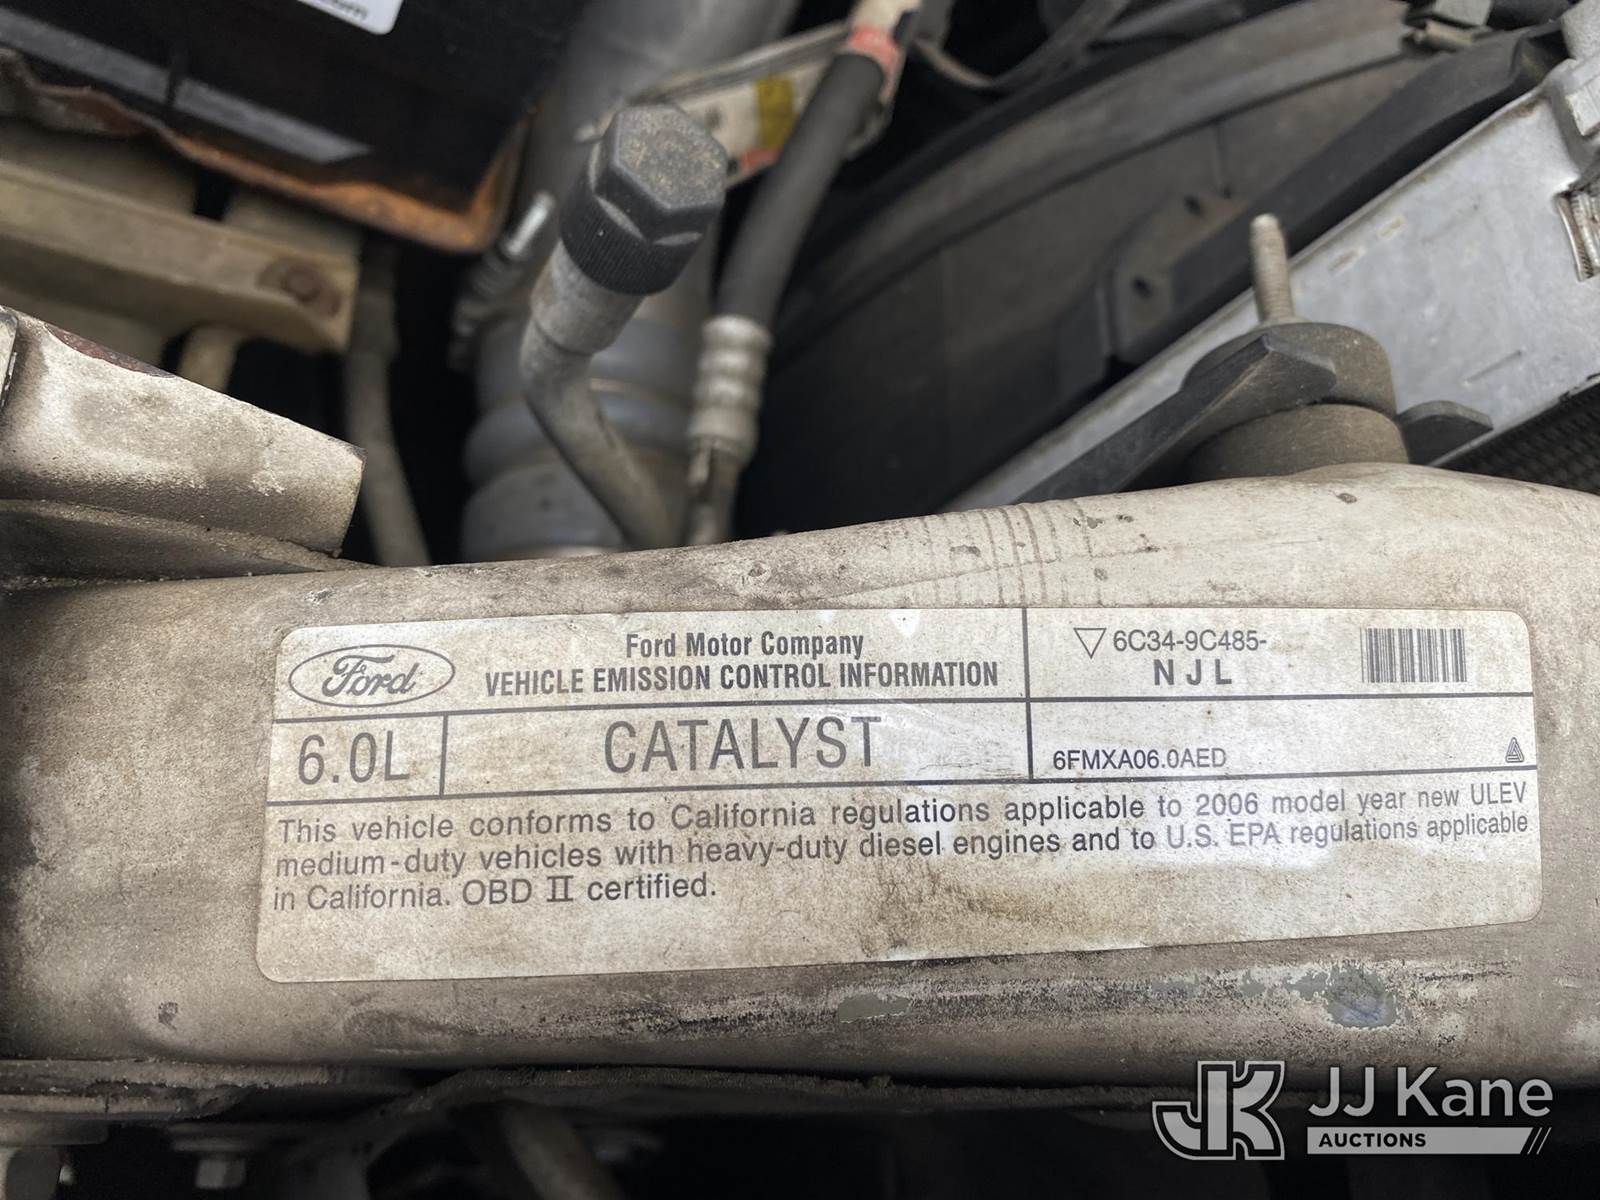 Ford
Ford Motor Company
VEHICLE EMISSION CONTROL INFORMATION
6C34-9C485-
NJL
6.0L
CATALYST
6FMXA06.0AED
This vehicle conforms to California regulations applicable to 2006 model year new ULEV
medium-duty vehicles with heavy-duty diesel engines and to U.S. EPA regulations applicable
in California. OBD II certified.
JK
JJ Kane
AUCTIONS